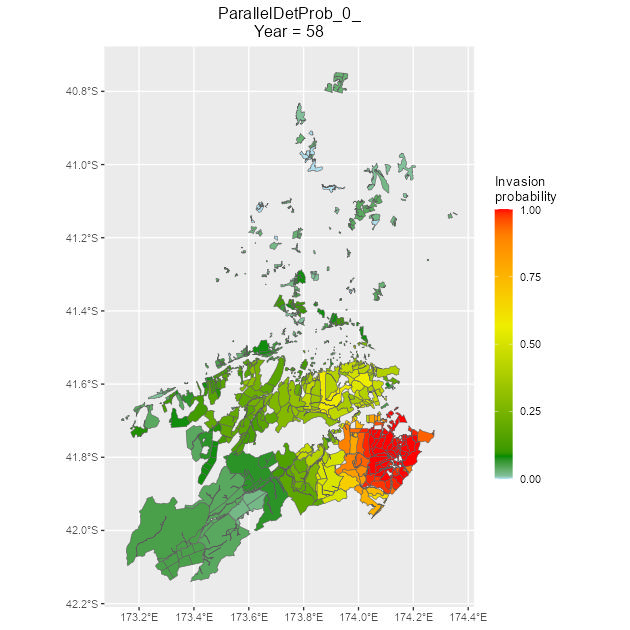 ParallelDetProb_0_
Year = 58
40.8°S
41.0°S
41.2°S
41.4°S
41.6°S
41.8°S
42.0°S
42.2°S
173.2°E 173.4°E 173.6°E 173.8°E 174.0°E 174.2°E 174.4°E
Invasion
probability
1.00
0.75
0.50
0.25
0.00